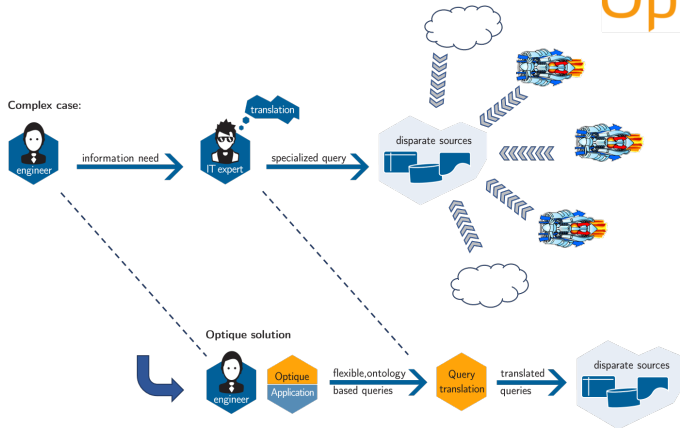 Op
Complex case:
translation
engineer
information need
IT expert
specialized query
disparate sources
Optique solution
engineer
Optique
Application
flexible,ontology
based queries
Query
translation
translated
queries
disparate sources